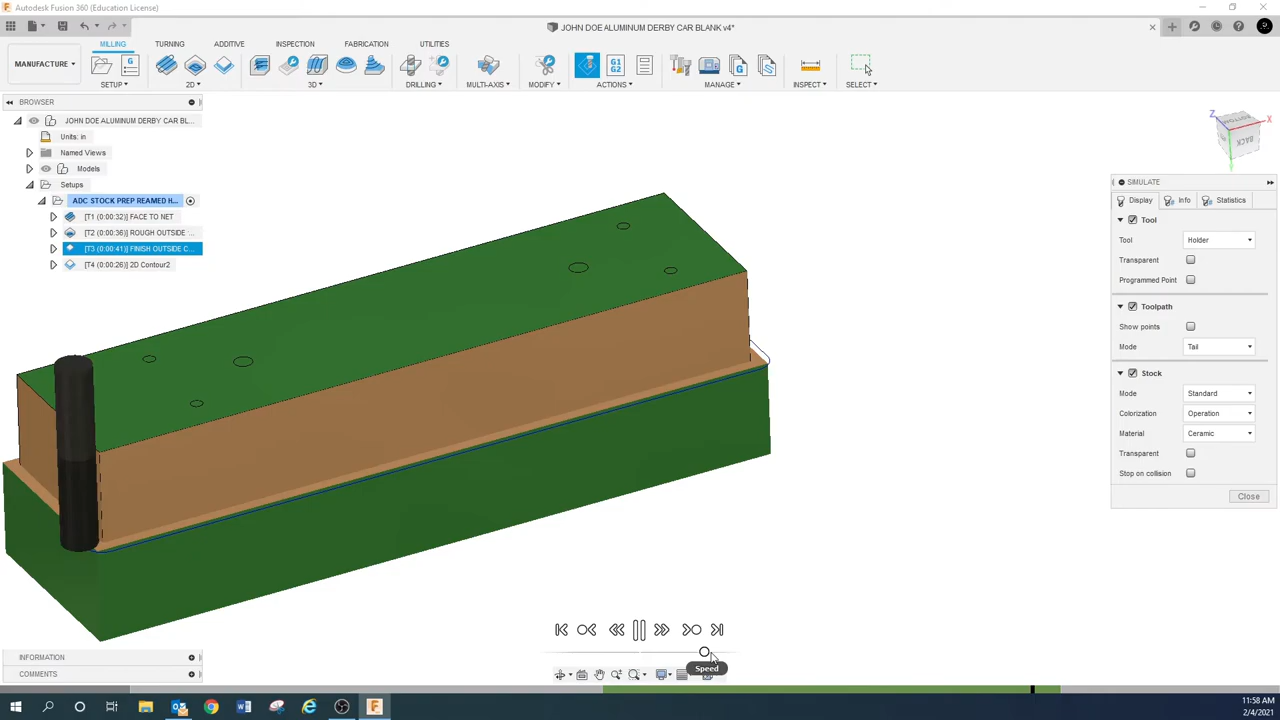 Autodesk Fusion 360 (Education License)
JOHN DOE ALUMINUM DERBY CAR BLANK v4*
MILLING TURNING ADDITIVE INSPECTION FABRICATION UTILITIES
MANUFACTURE
SETUP 2D 3D DRILLING MULTI-AXIS MODIFY ACTIONS MANAGE INSPECT SELECT
G1
G2
BROWSER
JOHN DOE ALUMINUM DERBY CAR BL...
Units: in
Named Views
Models
Setups
ADC STOCK PREP REAMED H...
[T1 (0:00:32)] FACE TO NET
[T2 (0:00:36)] ROUGH OUTSIDE
[T3 (0:00:41)] FINISH OUTSIDE C...
[T4 (0:00:26)] 2D Contour2
Z
X
BOTTOM
BACK
SIMULATE
Display Info Statistics
Tool
Tool Holder
Transparent
Programmed Point
Toolpath
Show points
Mode Tail
Stock
Mode Standard
Colorization Operation
Material Ceramic
Transparent
Stop on collision
Close
Speed
INFORMATION
COMMENTS
11:58 AM
2/4/2021